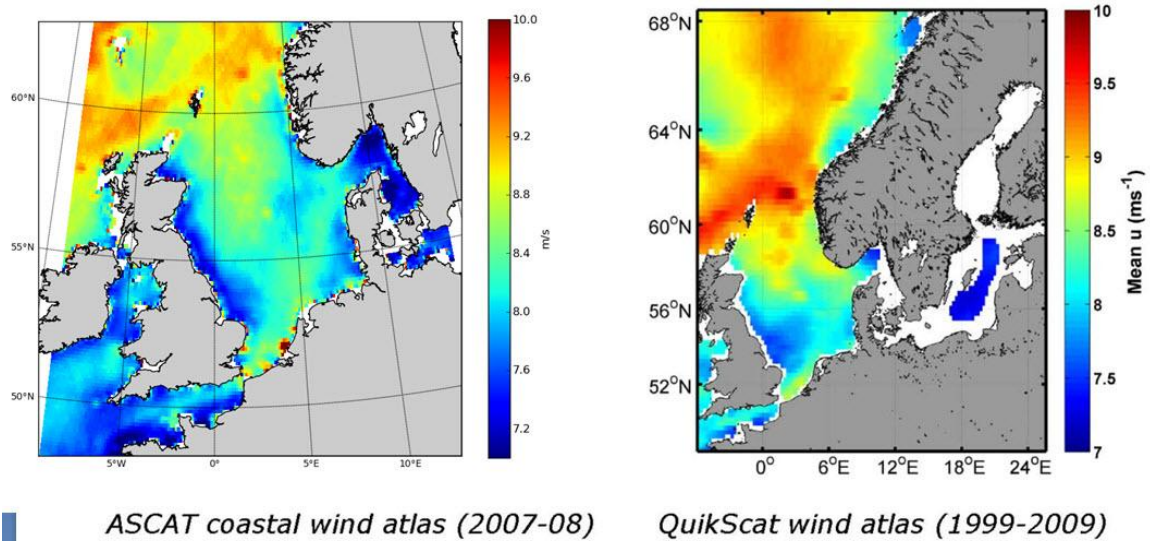 10.0
9.6
9.2
8.8
8.4
8.0
7.6
7.2
m/s
60°N
55°N
50°N
5°W
0°
5°E
10°E
68°N
64°N
60°N
56°N
52°N
0°
6°E
12°E
18°E
24°E
10
9.5
9
8.5
8
7.5
7
Mean u (ms⁻¹)
ASCAT coastal wind atlas (2007-08)
QuikScat wind atlas (1999-2009)